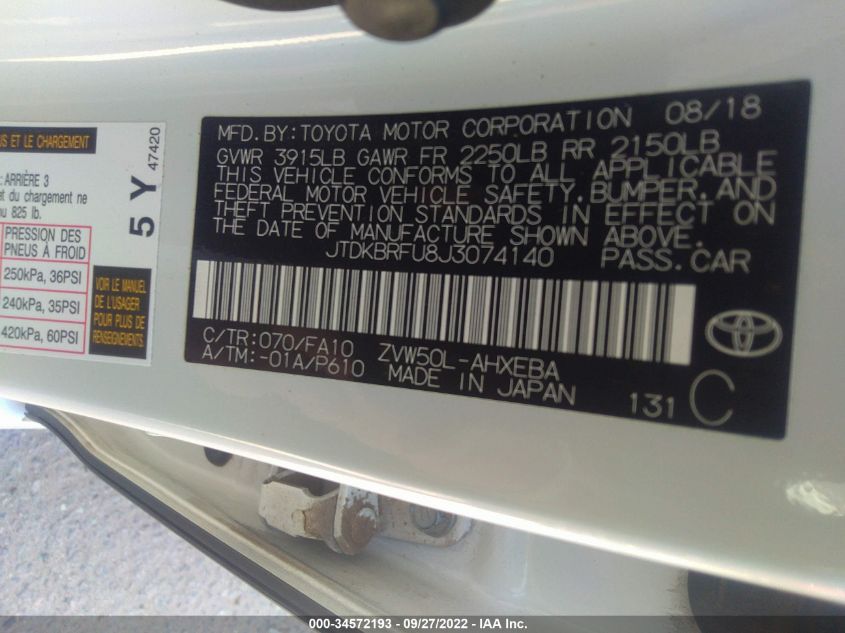 US ET LE CHARGEMENT
: ARRIÈRE 3
et du chargement ne
ou 825 lb.
PRESSION DES
PNEUS À FROID
250kPa, 36PSI
240kPa, 35PSI
420kPa, 60PSI
VOIR LE MANUEL
DE L'USAGER
POUR PLUS DE
RENSEIGNEMENTS
5 Y
47420
MFD.BY:TOYOTA MOTOR CORPORATION 08/18
GVWR 3915LB GAWR FR 2250LB RR 2150LB
THIS VEHICLE CONFORMS TO ALL APPLICABLE
FEDERAL MOTOR VEHICLE SAFETY,BUMPER,AND
THEFT PREVENTION STANDARDS IN EFFECT ON
THE DATE OF MANUFACTURE SHOWN ABOVE.
JTDKBRFU8J3074140 PASS.CAR
C/TR:070/FA10 ZVW50L-AHXEBA
A/TM:-01A/P610 MADE IN JAPAN
131 C
000-34572193 - 09/27/2022 - IAA Inc.